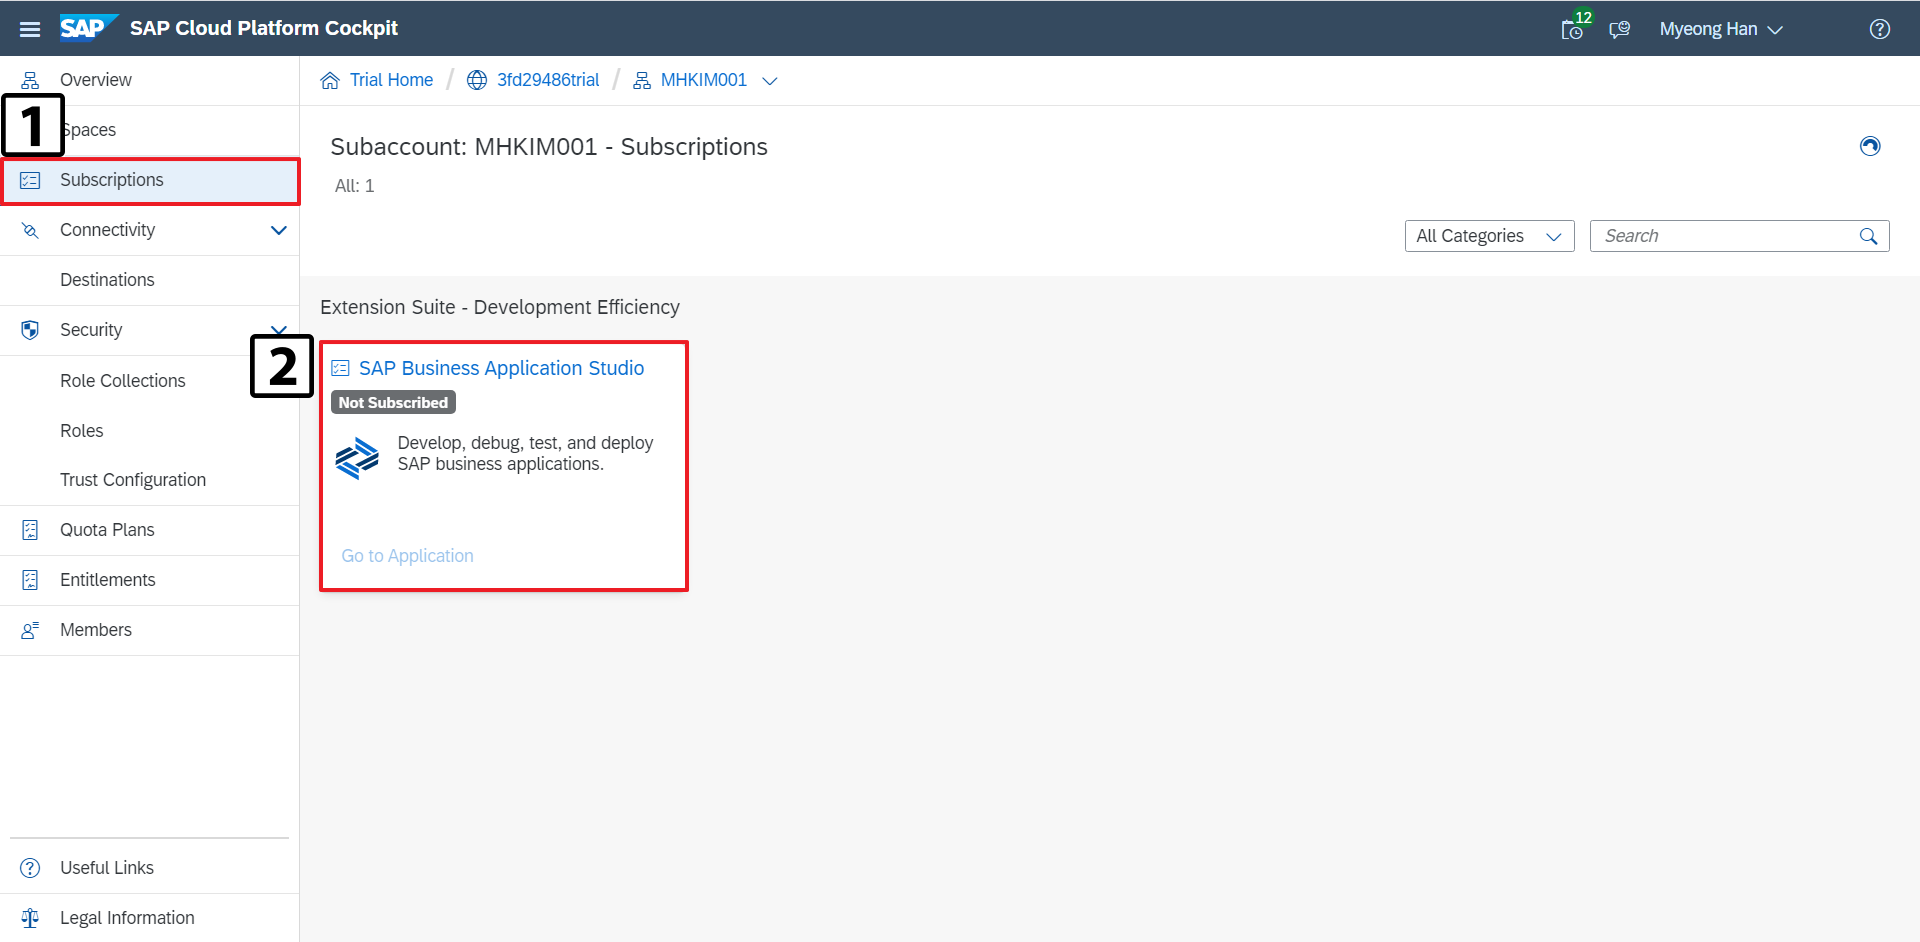 SAP SAP Cloud Platform Cockpit
12
Myeong Han
Overview
1
Spaces
Subscriptions
Connectivity
Destinations
Security
Role Collections
Roles
Trust Configuration
Quota Plans
Entitlements
Members
Useful Links
Legal Information
Trial Home / 3fd29486trial / MHKIM001
Subaccount: MHKIM001 - Subscriptions
All: 1
All Categories
Search
Extension Suite - Development Efficiency
2
SAP Business Application Studio
Not Subscribed
Develop, debug, test, and deploy
SAP business applications.
Go to Application